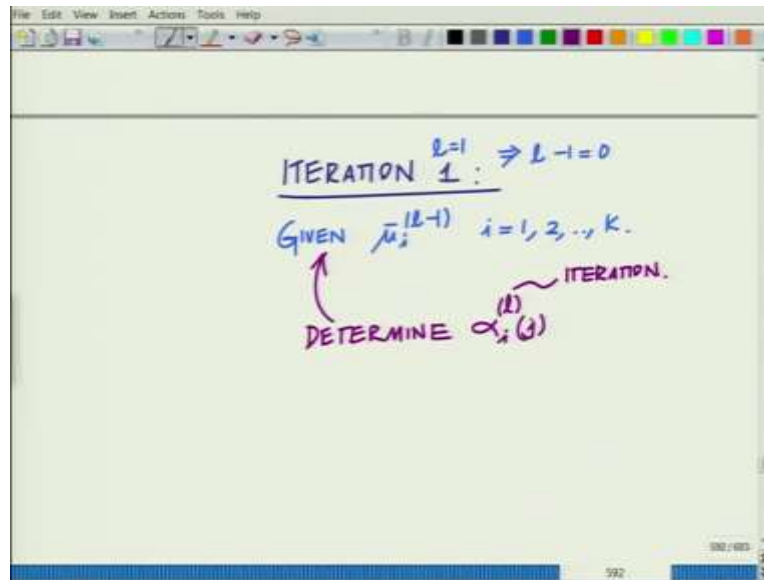 File Edit View Insert Actions Tools Help
ITERATION 1 : l=1 ⇒ l-1=0
GIVEN μ̄ᵢ⁽ˡ⁻¹⁾ i=1, 2, .., K.
ITERATION.
DETERMINE αᵢ⁽ˡ⁾(j)
592